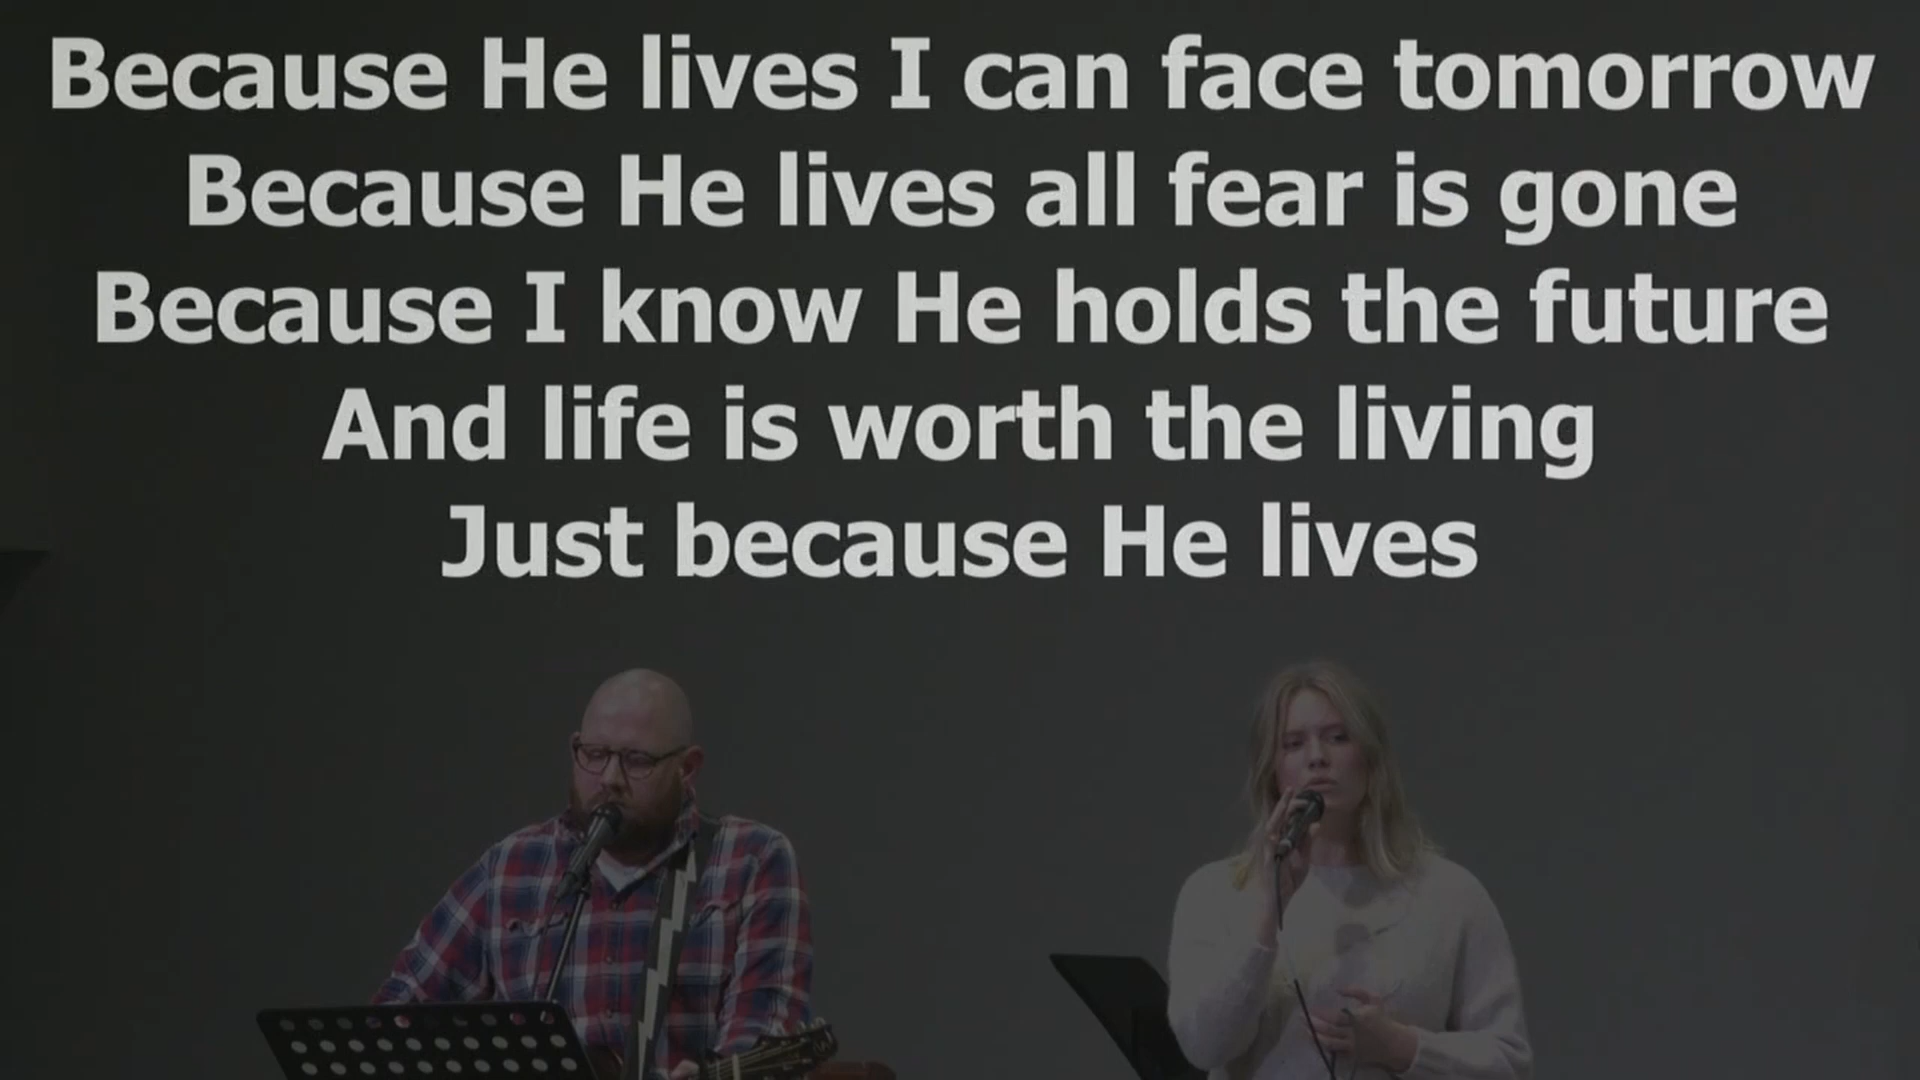 Because He lives I can face tomorrow
Because He lives all fear is gone
Because I know He holds the future
And life is worth the living
Just because He lives